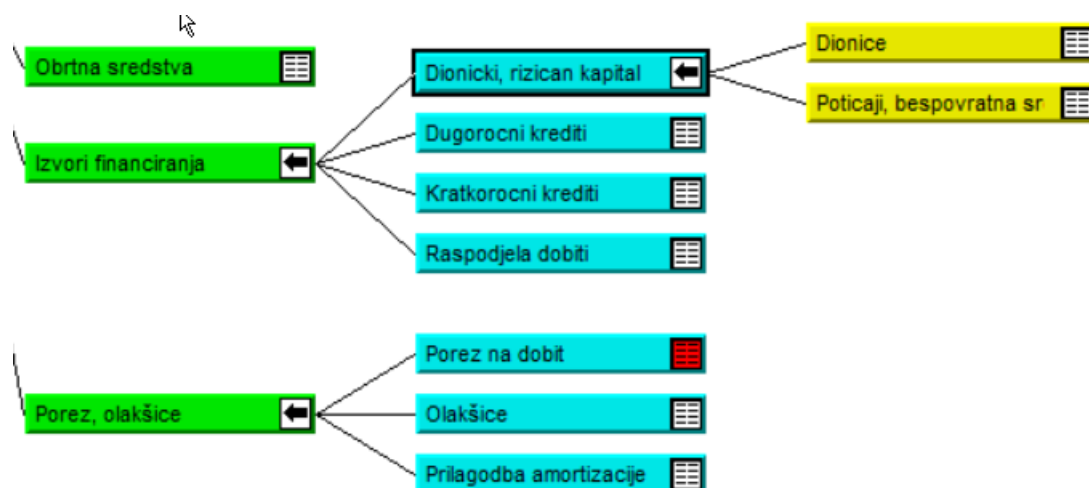 Obrtna sredstva
Izvori financiranja
Dionicki, rizican kapital
Dugorocni krediti
Kratkorocni krediti
Raspodjela dobiti
Dionice
Poticaji, bespovratna
Porez, olakšice
Porez na dobit
Olakšice
Prilagodba amortizacije